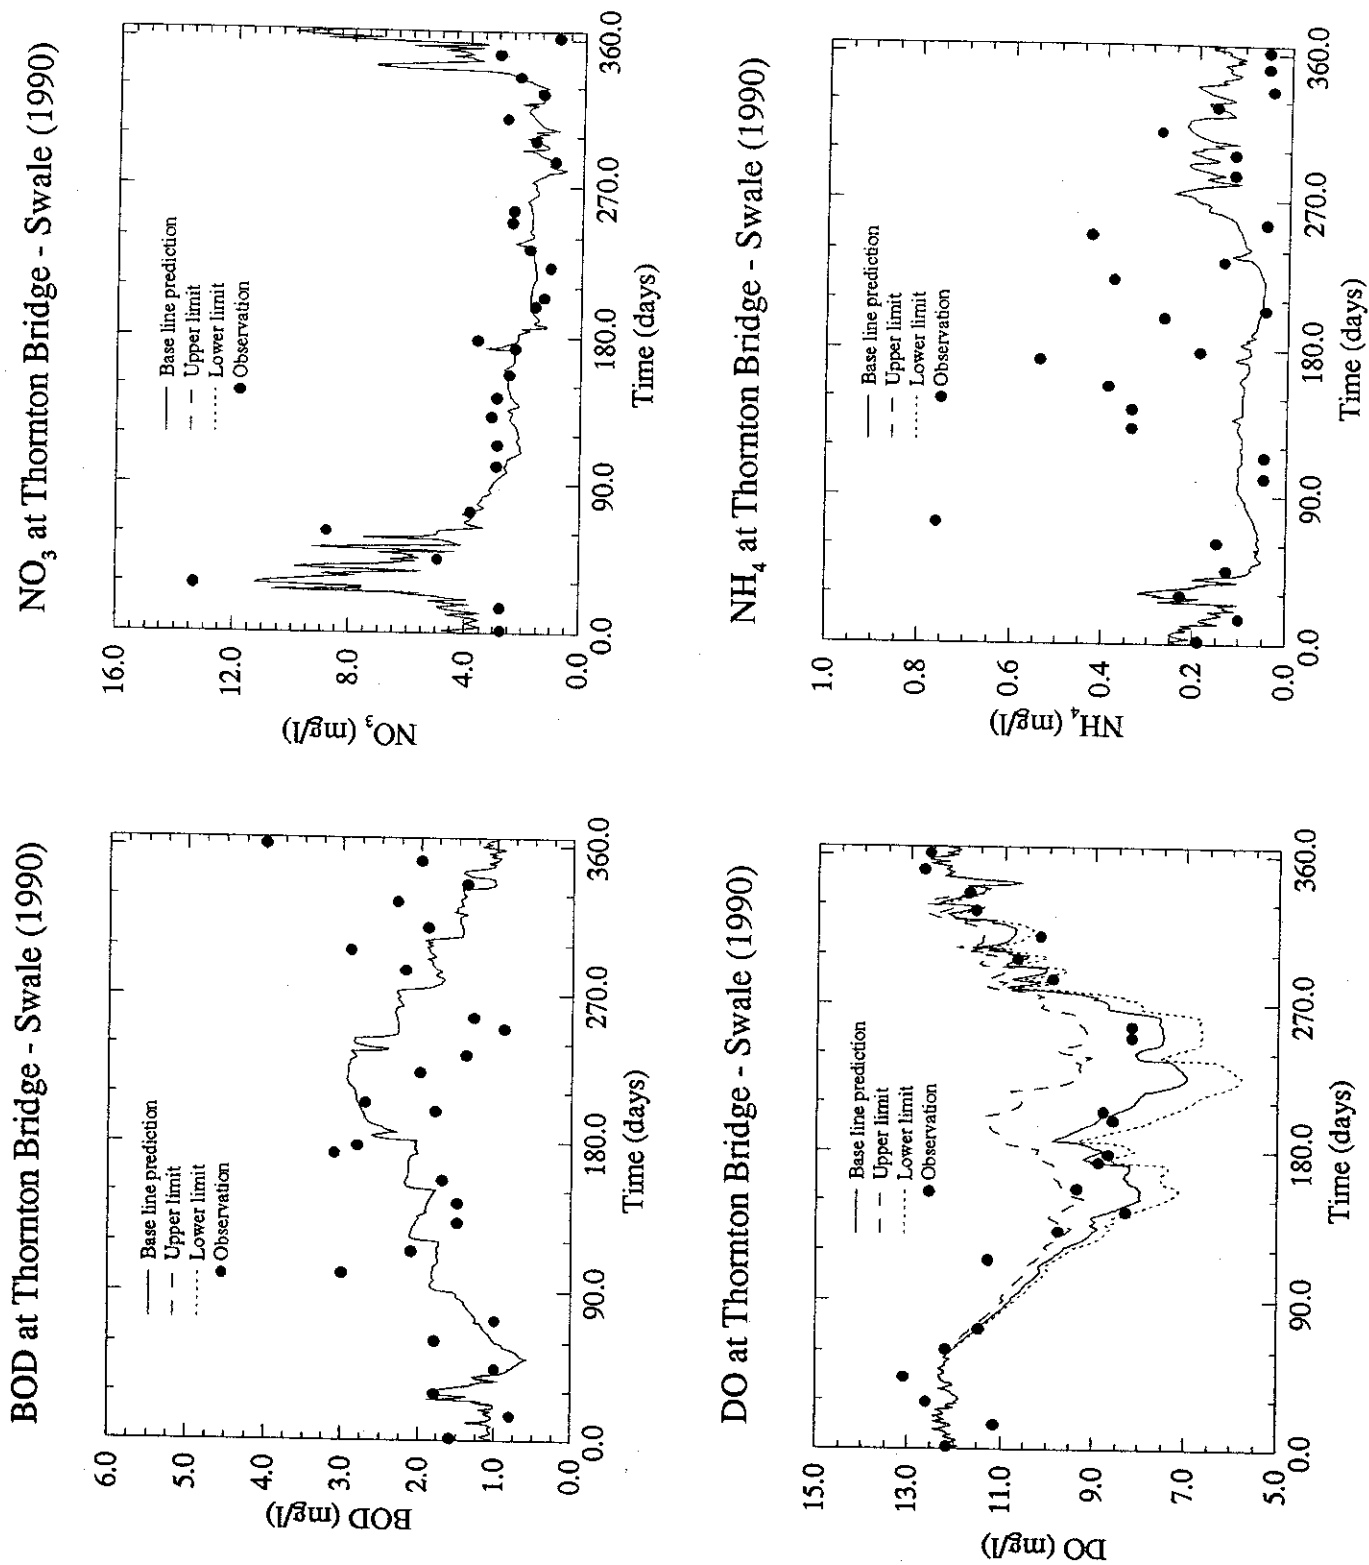 BOD at Thornton Bridge - Swale (1990)
6.0
5.0
4.0
3.0
2.0
1.0
0.0
BOD (mg/l)
Base line prediction
Upper limit
Lower limit
Observation
0.0
90.0
180.0
270.0
360.0
Time (days)
NO3 at Thornton Bridge - Swale (1990)
16.0
12.0
8.0
4.0
0.0
NO3 (mg/l)
Base line prediction
Upper limit
Lower limit
Observation
0.0
90.0
180.0
270.0
360.0
Time (days)
DO at Thornton Bridge - Swale (1990)
15.0
13.0
11.0
9.0
7.0
5.0
DO (mg/l)
Base line prediction
Upper limit
Lower limit
Observation
0.0
90.0
180.0
270.0
360.0
Time (days)
NH4 at Thornton Bridge - Swale (1990)
1.0
0.8
0.6
0.4
0.2
0.0
NH4 (mg/l)
Base line prediction
Upper limit
Lower limit
Observation
0.0
90.0
180.0
270.0
360.0
Time (days)